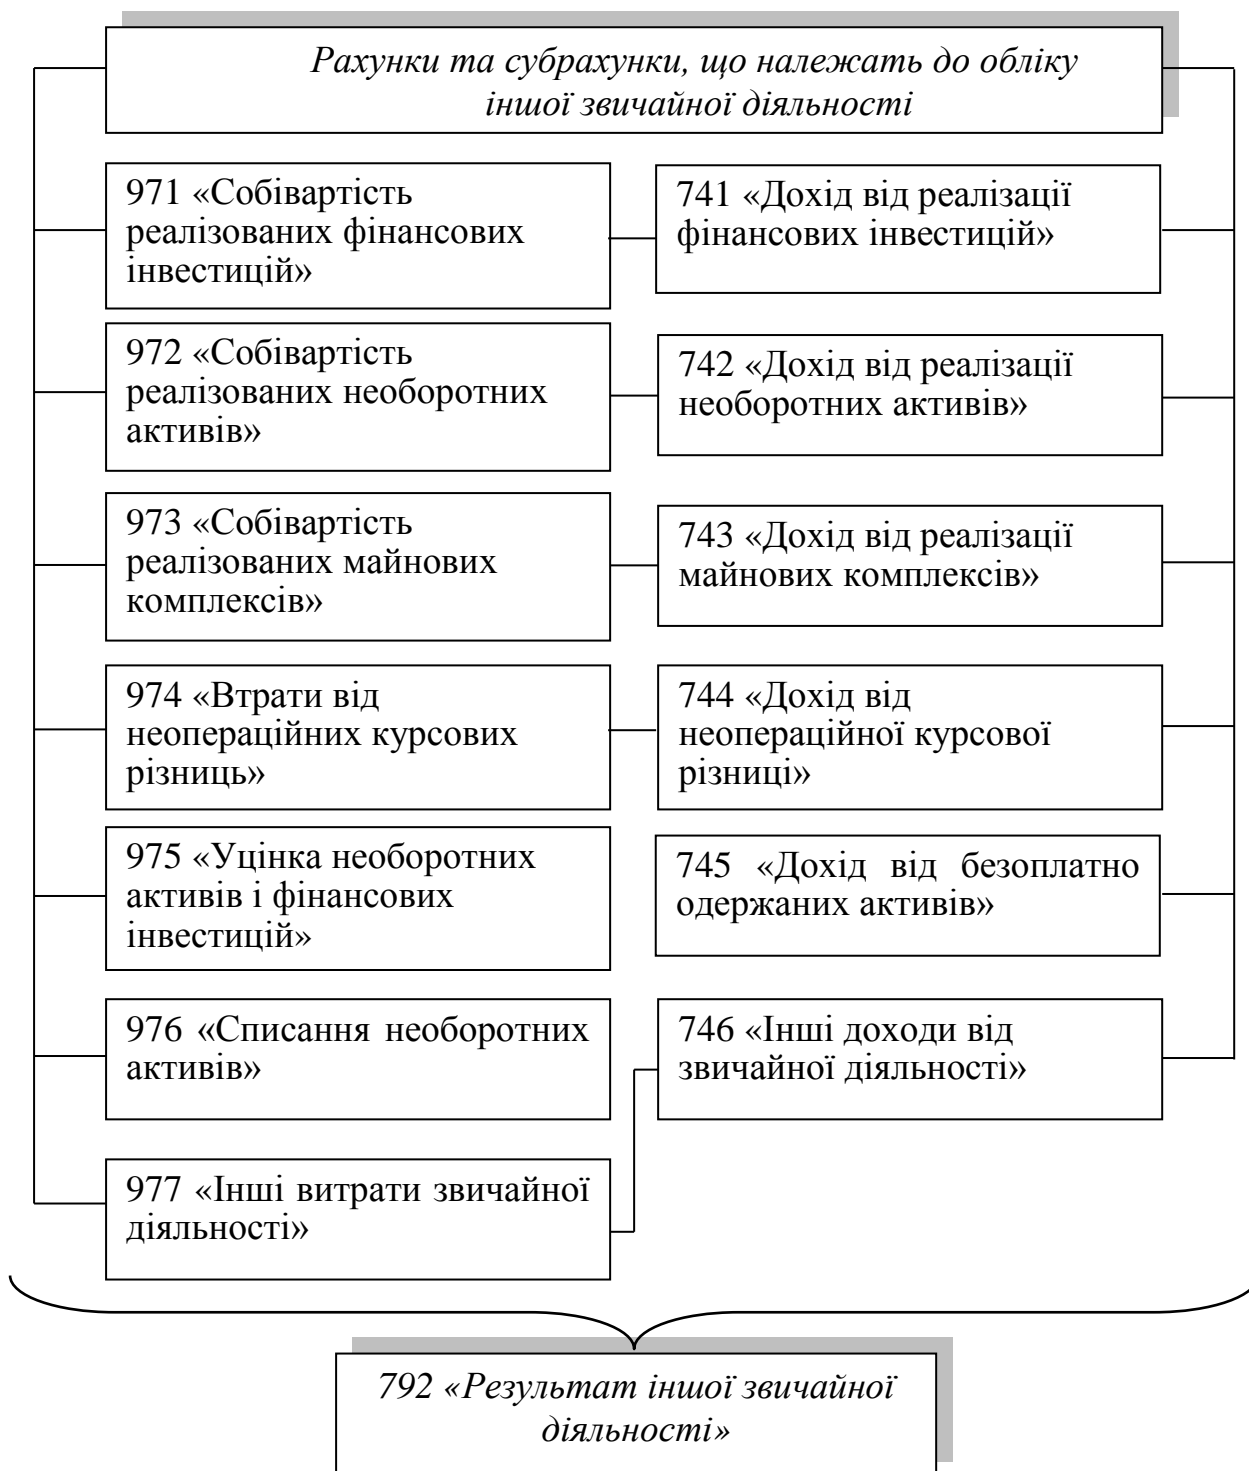 Рахунки та субрахунки, що належать до обліку
іншої звичайної діяльності
971 «Собівартість
реалізованих фінансових
інвестицій»
741 «Дохід від реалізації
фінансових інвестицій»
972 «Собівартість
реалізованих необоротних
активів»
742 «Дохід від реалізації
необоротних активів»
973 «Собівартість
реалізованих майнових
комплексів»
743 «Дохід від реалізації
майнових комплексів»
974 «Втрати від
неопераційних курсових
різниць»
744 «Дохід від
неопераційної курсової
різниці»
975 «Уцінка необоротних
активів і фінансових
інвестицій»
745 «Дохід від безоплатно
одержаних активів»
976 «Списання необоротних
активів»
746 «Інші доходи від
звичайної діяльності»
977 «Інші витрати звичайної
діяльності»
792 «Результат іншої звичайної
діяльності»